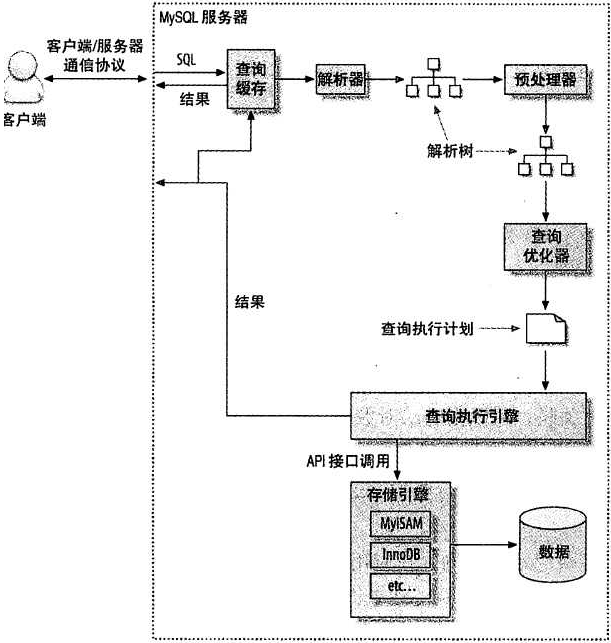 MySQL 服务器
客户端/服务器
通信协议
客户端
SQL
结果
查询
缓存
解析器
预处理器
解析树
查询
优化器
结果
查询执行计划
查询执行引擎
API 接口调用
存储引擎
MyISAM
InnoDB
etc...
数据